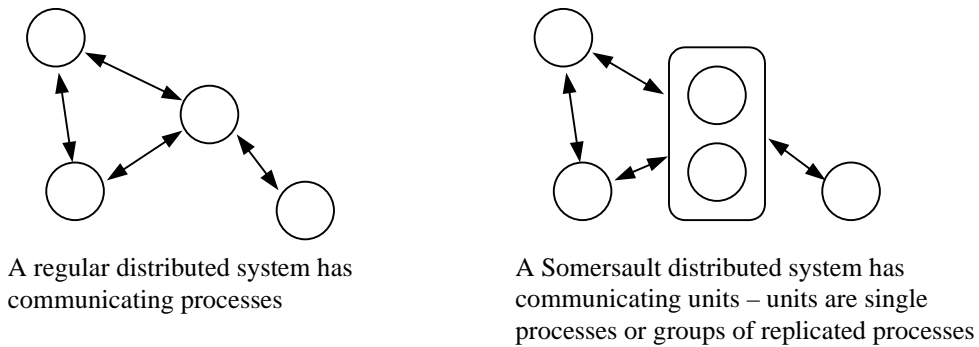 A regular distributed system has
communicating processes
A Somersault distributed system has
communicating units – units are single
processes or groups of replicated processes